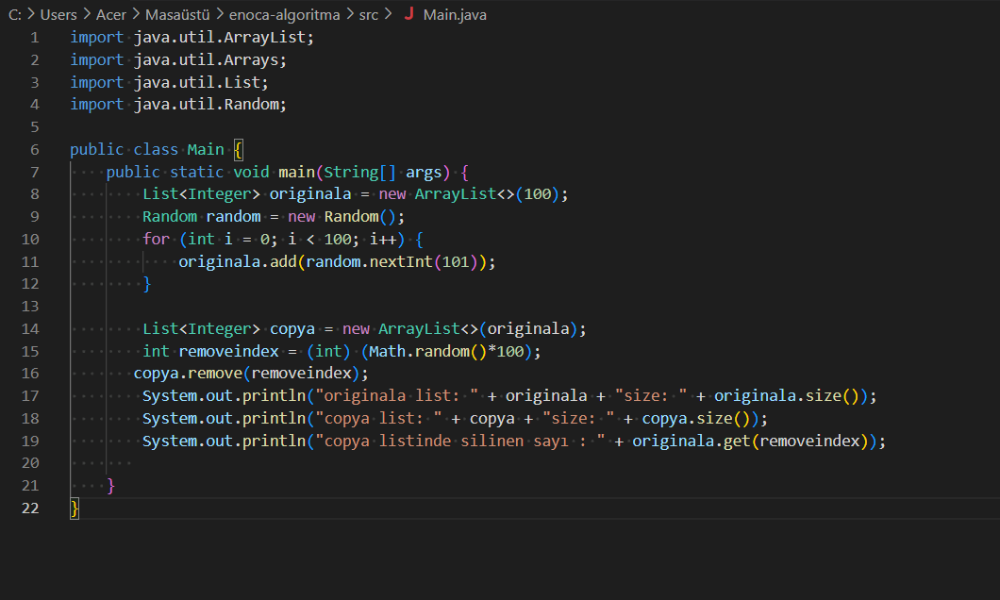 C: > Users > Acer > Masaüstü > enoca-algoritma > src > J Main.java
1 import java.util.ArrayList;
2 import java.util.Arrays;
3 import java.util.List;
4 import java.util.Random;
5
6 public class Main {
7     public static void main(String[] args) {
8         List<Integer> originala = new ArrayList<>(100);
9         Random random = new Random();
10         for (int i = 0; i < 100; i++) {
11             originala.add(random.nextInt(101));
12         }
13
14         List<Integer> copya = new ArrayList<>(originala);
15         int removeindex = (int) (Math.random()*100);
16        copya.remove(removeindex);
17         System.out.println("originala list: " + originala + "size: " + originala.size());
18         System.out.println("copya list: " + copya + "size: " + copya.size());
19         System.out.println("copya listinde silinen sayı : " + originala.get(removeindex));
20
21     }
22 }